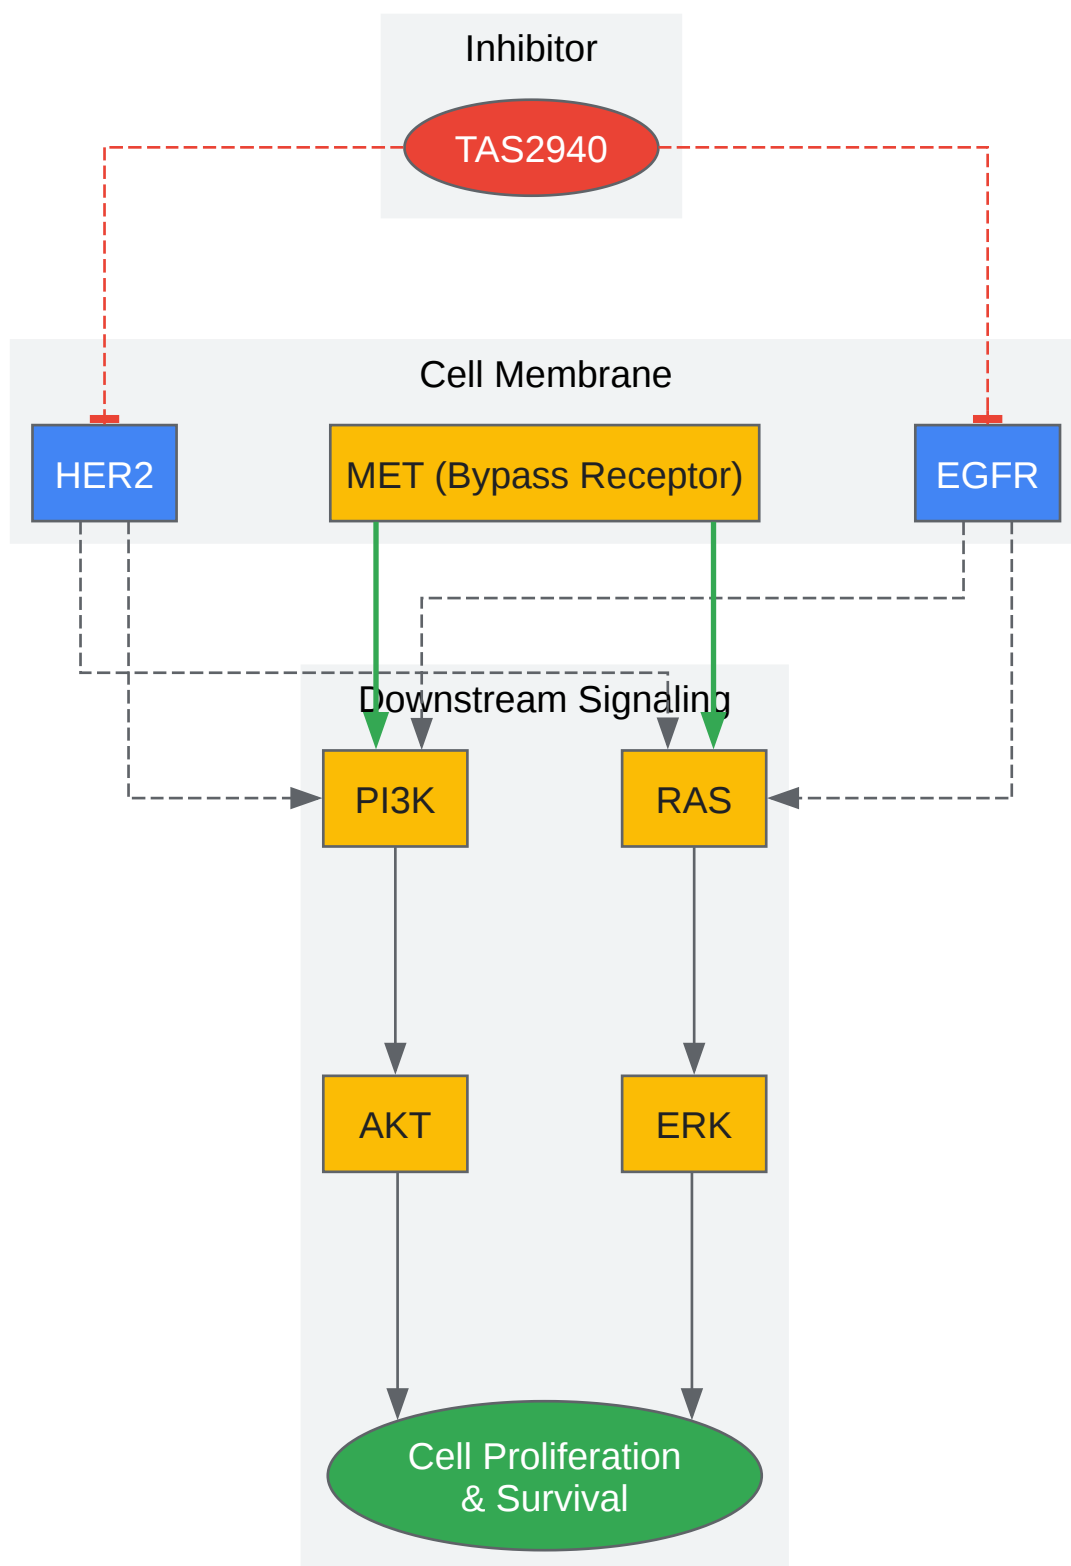 Inhibitor
TAS2940
Cell Membrane
HER2
MET (Bypass Receptor)
EGFR
Downstream Signaling
PI3K
RAS
AKT
ERK
Cell Proliferation
& Survival